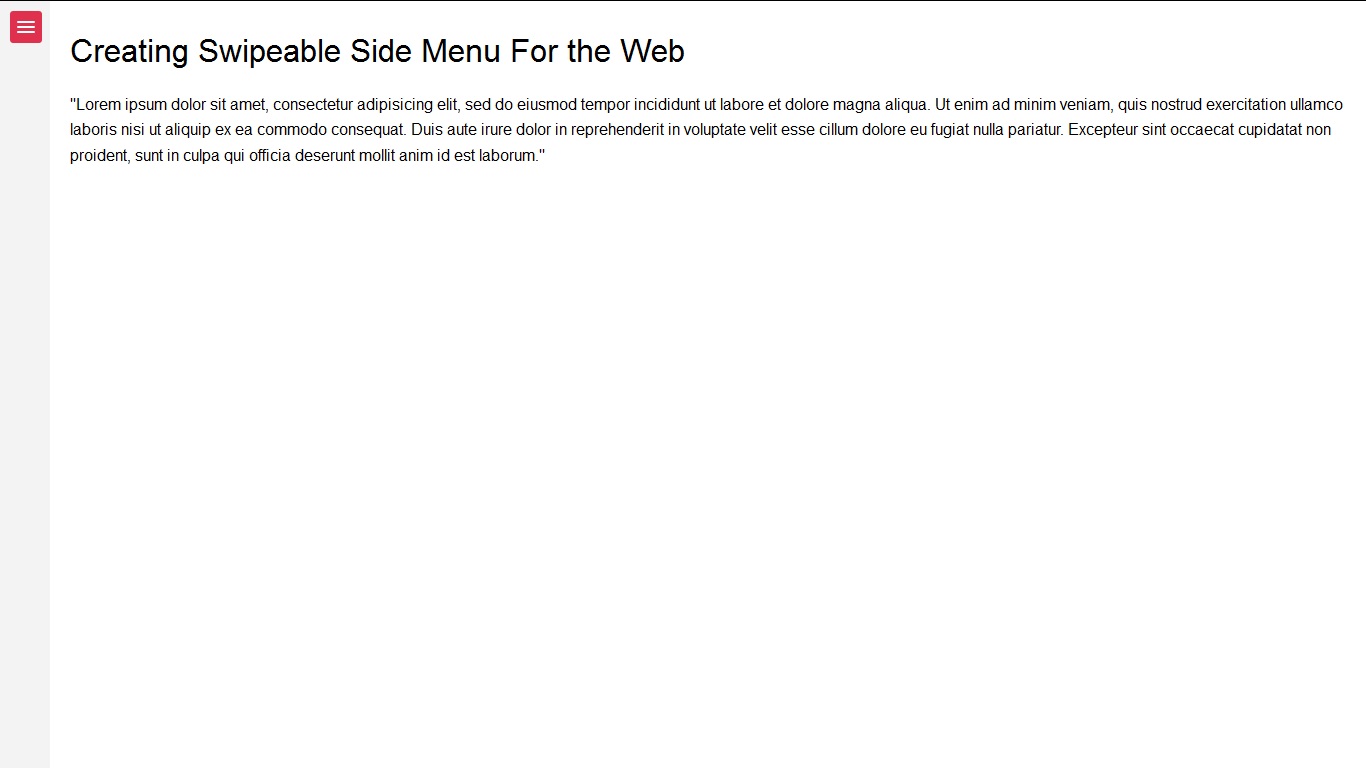 Creating Swipeable Side Menu For the Web
"Lorem ipsum dolor sit amet, consectetur adipisicing elit, sed do eiusmod tempor incididunt ut labore et dolore magna aliqua. Ut enim ad minim veniam, quis nostrud exercitation ullamco
laboris nisi ut aliquip ex ea commodo consequat. Duis aute irure dolor in reprehenderit in voluptate velit esse cillum dolore eu fugiat nulla pariatur. Excepteur sint occaecat cupidatat non
proident, sunt in culpa qui officia deserunt mollit anim id est laborum."